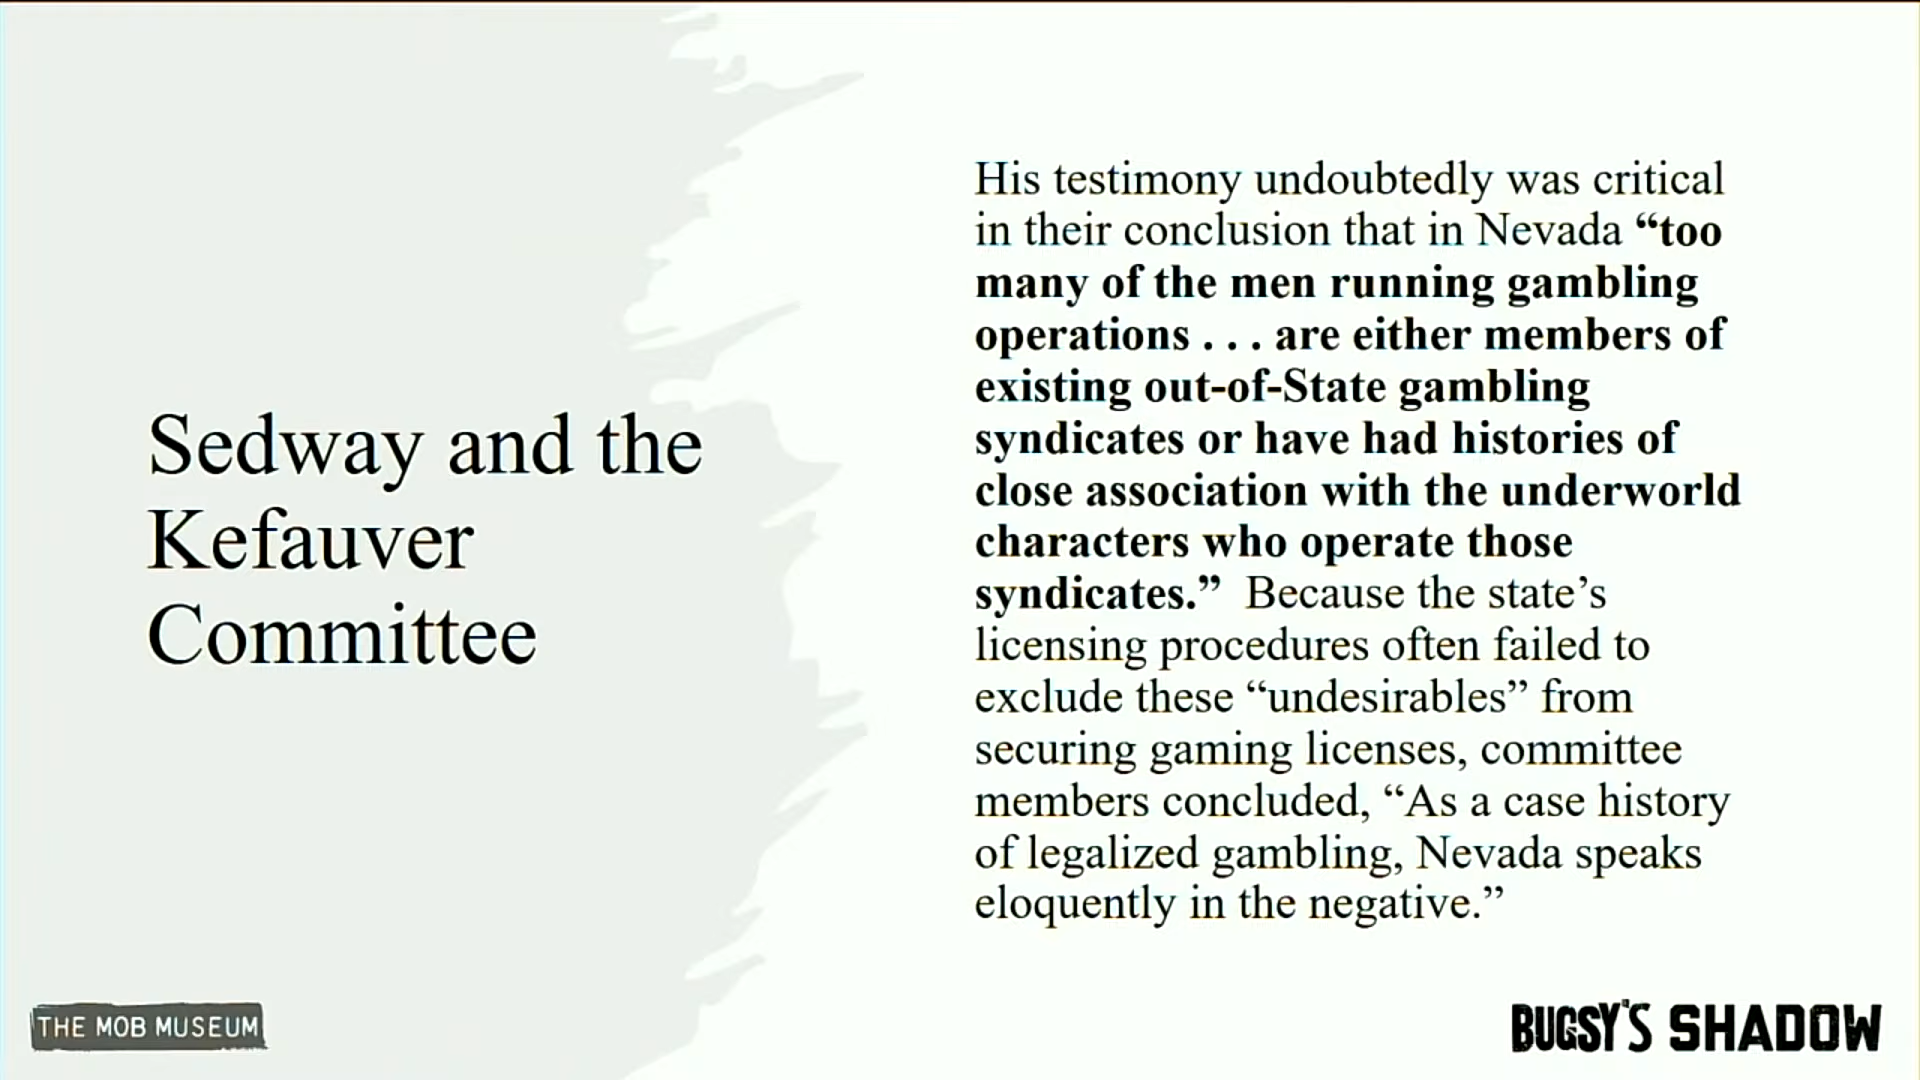 Sedway and the
Kefauver
Committee
His testimony undoubtedly was critical
in their conclusion that in Nevada “too
many of the men running gambling
operations . . . are either members of
existing out-of-State gambling
syndicates or have had histories of
close association with the underworld
characters who operate those
syndicates.”  Because the state’s
licensing procedures often failed to
exclude these “undesirables” from
securing gaming licenses, committee
members concluded, “As a case history
of legalized gambling, Nevada speaks
eloquently in the negative.”
THE MOB MUSEUM
BUGSY'S SHADOW